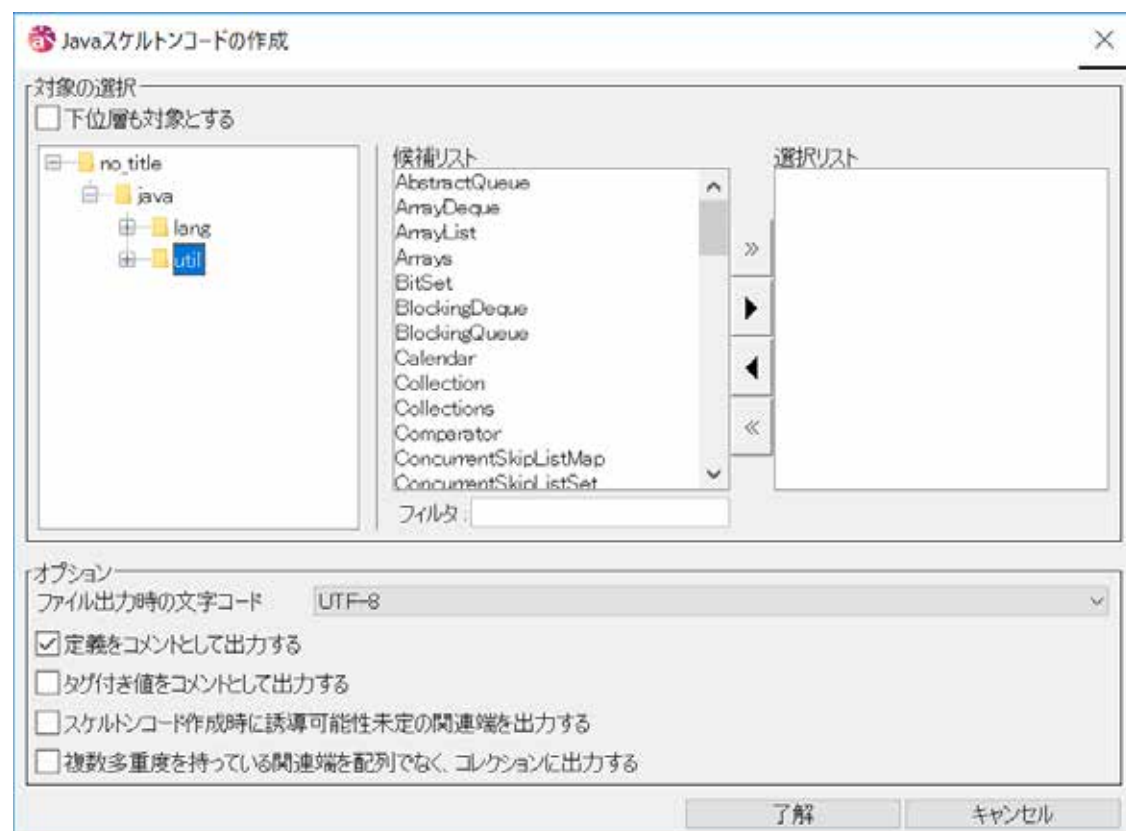 Javaスケルトンコードの作成
対象の選択
下位層も対象とする
no_title
java
lang
util
候補リスト
AbstractQueue
ArrayDeque
ArrayList
Arrays
BitSet
BlockingDeque
BlockingQueue
Calendar
Collection
Collections
Comparator
ConcurrentSkipListMap
ConcurrentSkipListSet
フィルタ :
選択リスト
オプション
ファイル出力時の文字コード UTF-8
定義をコメントとして出力する
タグ付き値をコメントとして出力する
スケルトンコード作成時に誘導可能性未定の関連端を出力する
複数多重度を持っている関連端を配列でなく、コレクションに出力する
了解 キャンセル